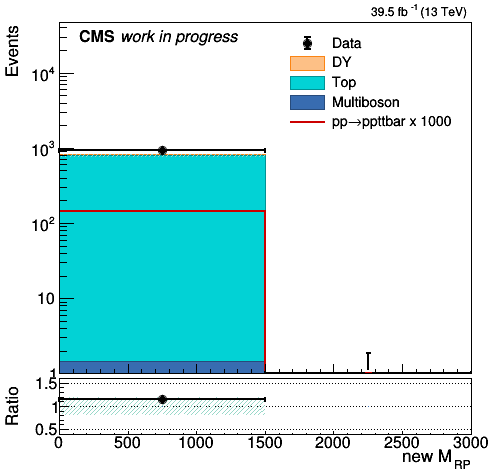 39.5 fb⁻¹ (13 TeV)
CMS work in progress
Events
10⁴
10³
10²
10
1
Data
DY
Top
Multiboson
pp→ppttbar x 1000
Ratio
1.5
1
0.5
0 500 1000 1500 2000 2500 3000
new M_RP